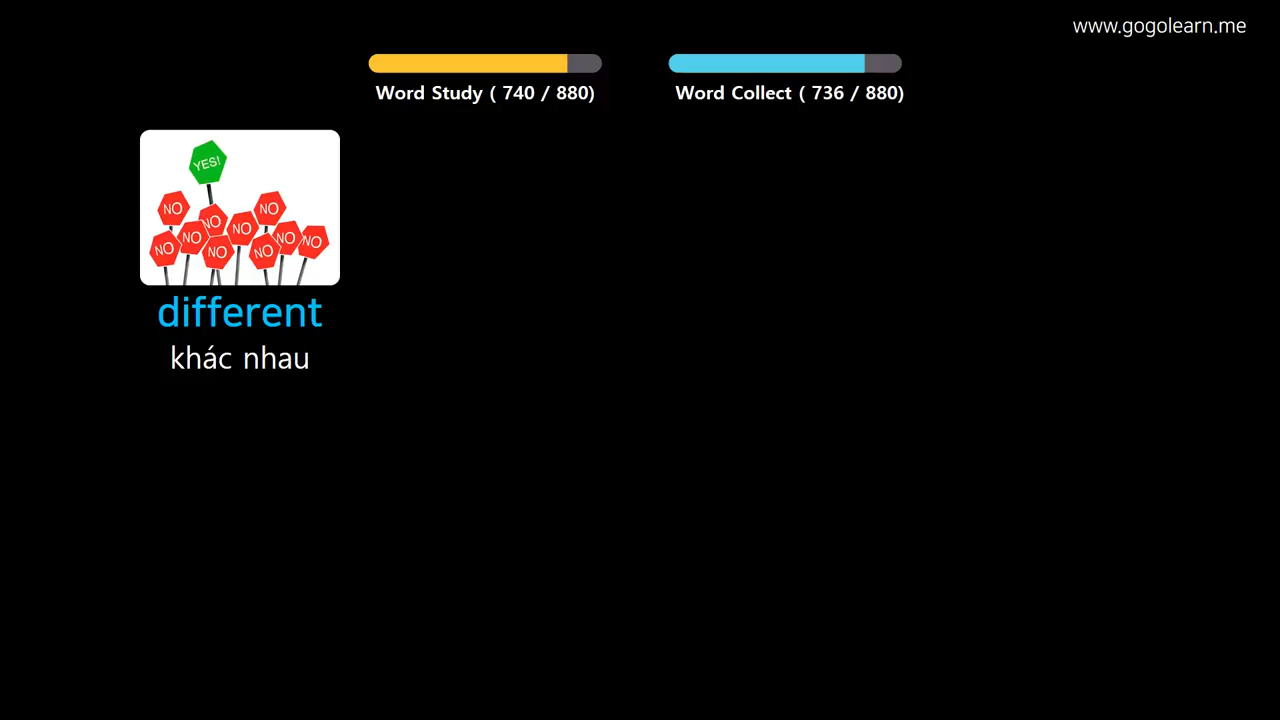 www.gogolearn.me
Word Study ( 740 / 880)
Word Collect ( 736 / 880)
YES!
NO
NO
NO
NO
NO
NO
NO
NO
NO
NO
different
khác nhau